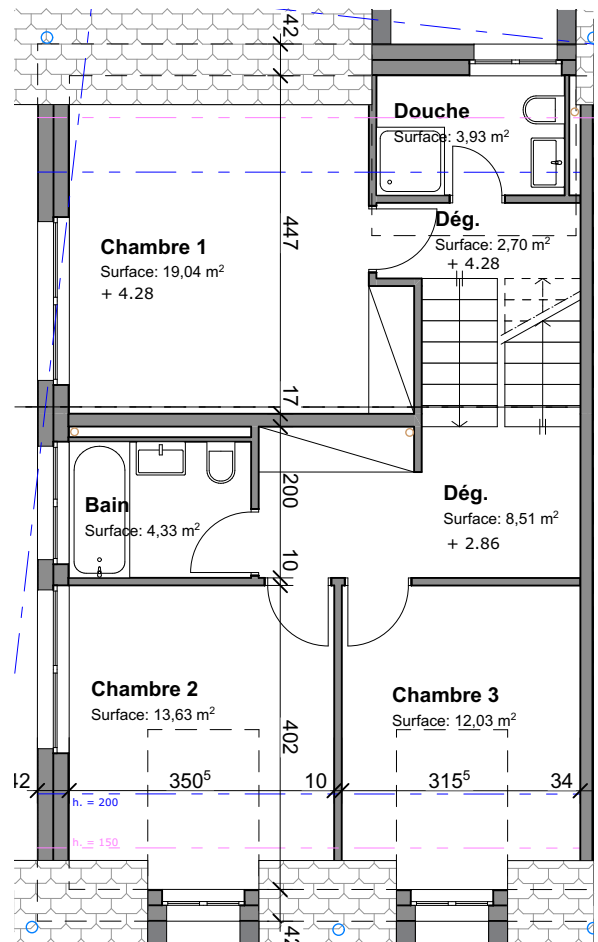 42
Douche
Surface: 3,93 m²
447
Dég.
Surface: 2,70 m²
+ 4.28
Chambre 1
Surface: 19,04 m²
+ 4.28
17
200
Bain
Surface: 4,33 m²
Dég.
Surface: 8,51 m²
+ 2.86
10
Chambre 2
Surface: 13,63 m²
Chambre 3
Surface: 12,03 m²
402
42
350⁵
10
315⁵
34
h. = 200
h. = 150
42